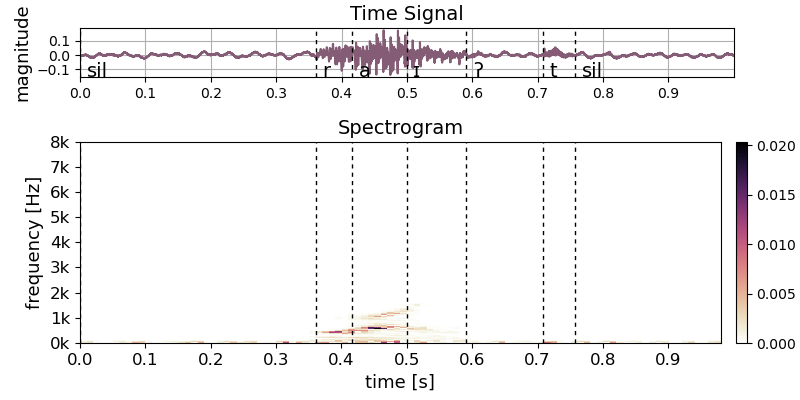 Time Signal
magnitude
0.1
0.0
−0.1
sil r a ɪ ʔ t sil
0.0 0.1 0.2 0.3 0.4 0.5 0.6 0.7 0.8 0.9
Spectrogram
frequency [Hz]
8k
7k
6k
5k
4k
3k
2k
1k
0k
0.0 0.1 0.2 0.3 0.4 0.5 0.6 0.7 0.8 0.9
time [s]
0.020
0.015
0.010
0.005
0.000